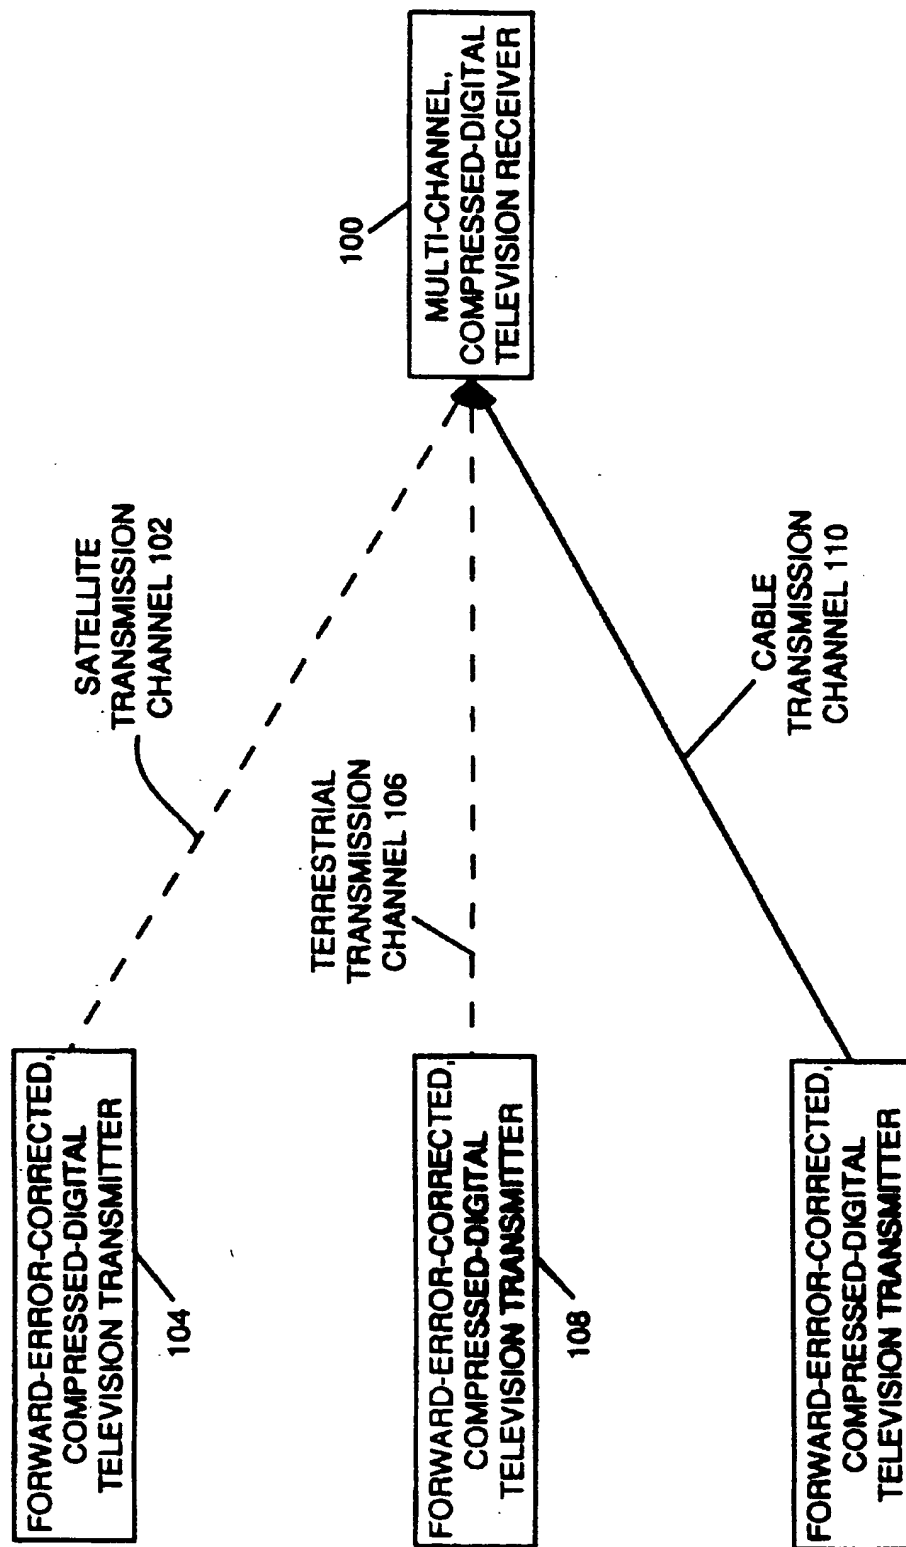 FORWARD-ERROR-CORRECTED,
COMPRESSED-DIGITAL
TELEVISION TRANSMITTER
104
SATELLITE
TRANSMISSION
CHANNEL 102
FORWARD-ERROR-CORRECTED,
COMPRESSED-DIGITAL
TELEVISION TRANSMITTER
108
TERRESTRIAL
TRANSMISSION
CHANNEL 106
100
MULTI-CHANNEL,
COMPRESSED-DIGITAL
TELEVISION RECEIVER
FORWARD-ERROR-CORRECTED,
COMPRESSED-DIGITAL
TELEVISION TRANSMITTER
CABLE
TRANSMISSION
CHANNEL 110